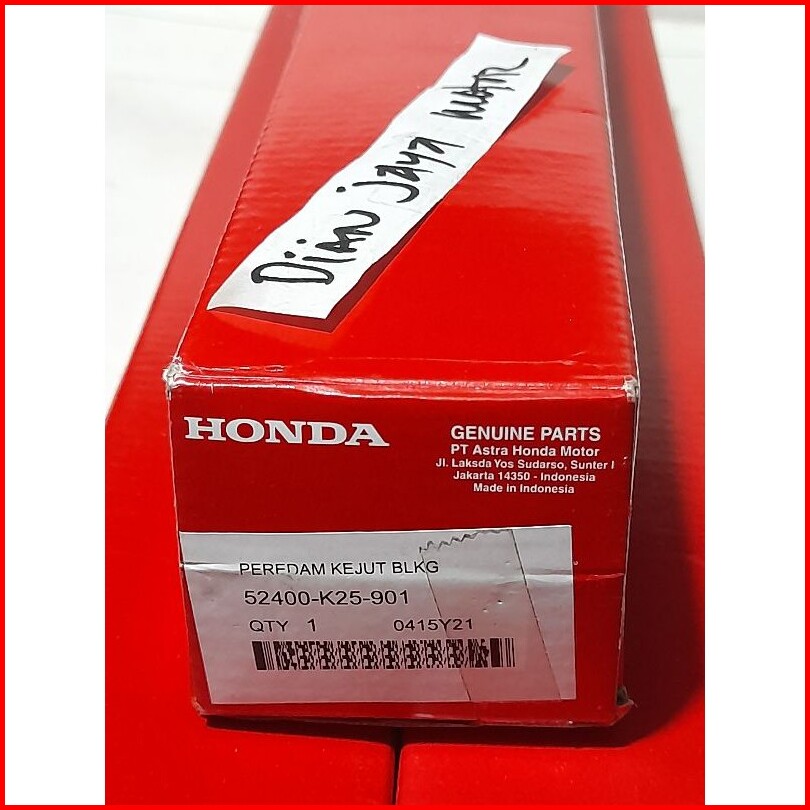 Dian jaya MOTR
HONDA
GENUINE PARTS
PT Astra Honda Motor
Jl. Laksda Yos Sudarso, Sunter I
Jakarta 14350 - Indonesia
Made in Indonesia
PEREDAM KEJUT BLKG
52400-K25-901
QTY 1 0415Y21